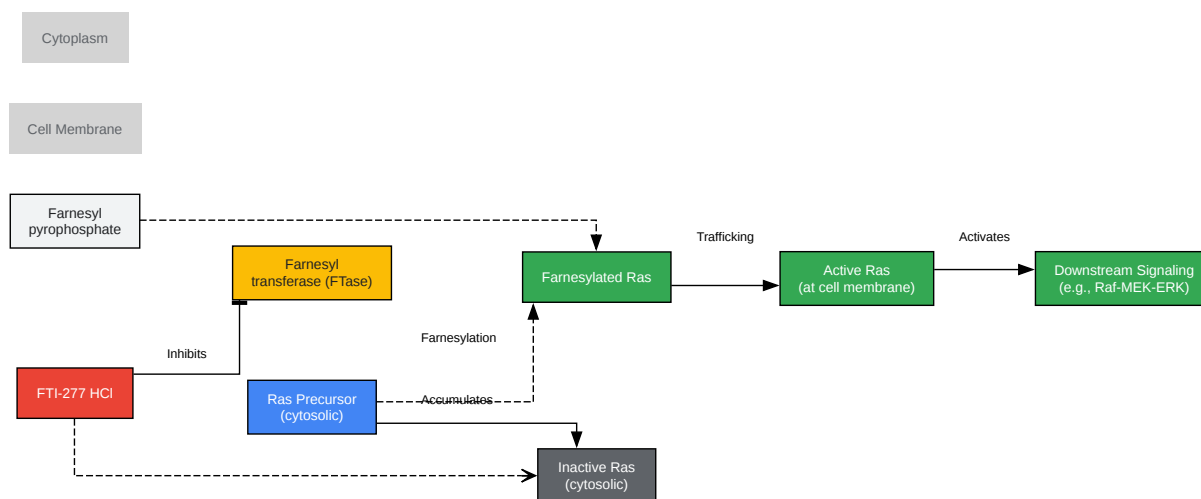 Cytoplasm
Cell Membrane
Farnesyl
pyrophosphate
Farnesyl
transferase (FTase)
Farnesylated Ras
Trafficking
Active Ras
(at cell membrane)
Activates
Downstream Signaling
(e.g., Raf-MEK-ERK)
Farnesylation
Inhibits
FTI-277 HCl
Ras Precursor
(cytosolic)
Accumulates
Inactive Ras
(cytosolic)